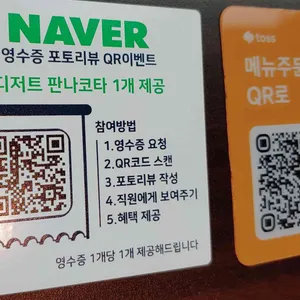 NAVER
영수증 포토리뷰 QR이벤트
디저트 판나코타 1개 제공
참여방법
1.영수증 요청
2.QR코드 스캔
3.포토리뷰 작성
4.직원에게 보여주기
5.혜택 제공
영수증 1개당 1개 제공해드립니다
toss
메뉴주문
QR로